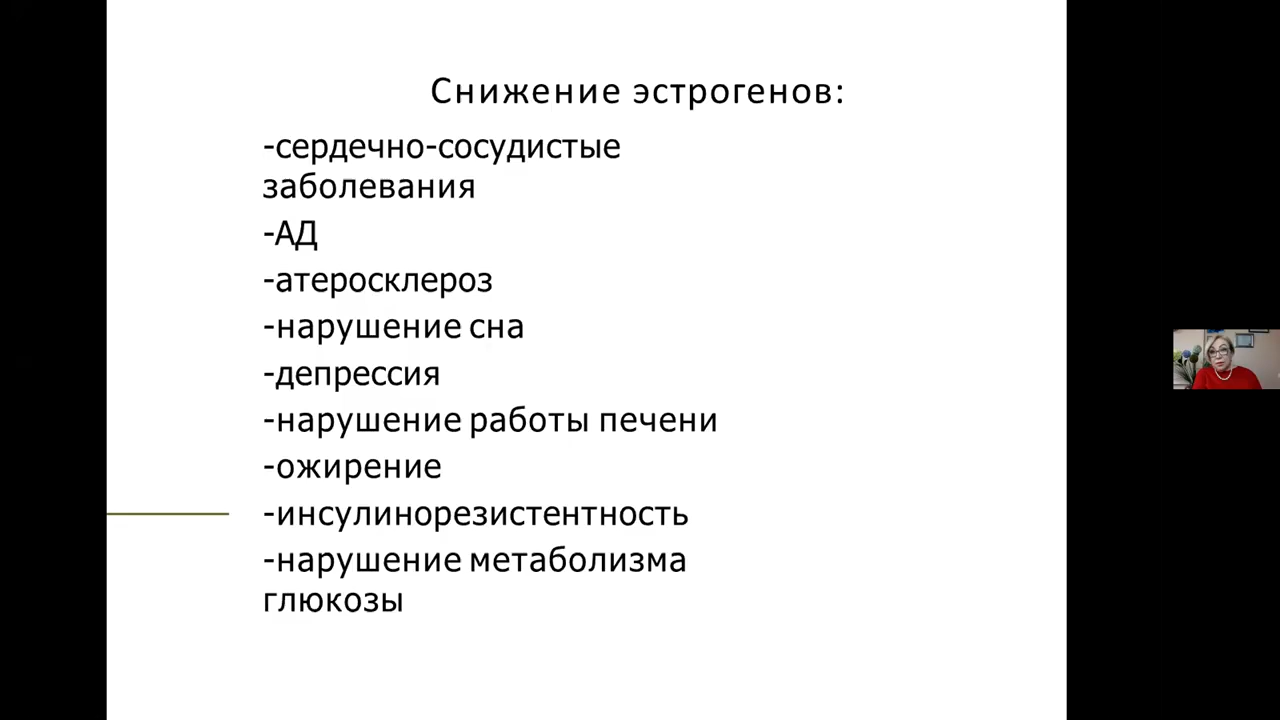 Снижение эстрогенов:
-сердечно-сосудистые
заболевания
-АД
-атеросклероз
-нарушение сна
-депрессия
-нарушение работы печени
-ожирение
-инсулинорезистентность
-нарушение метаболизма
глюкозы